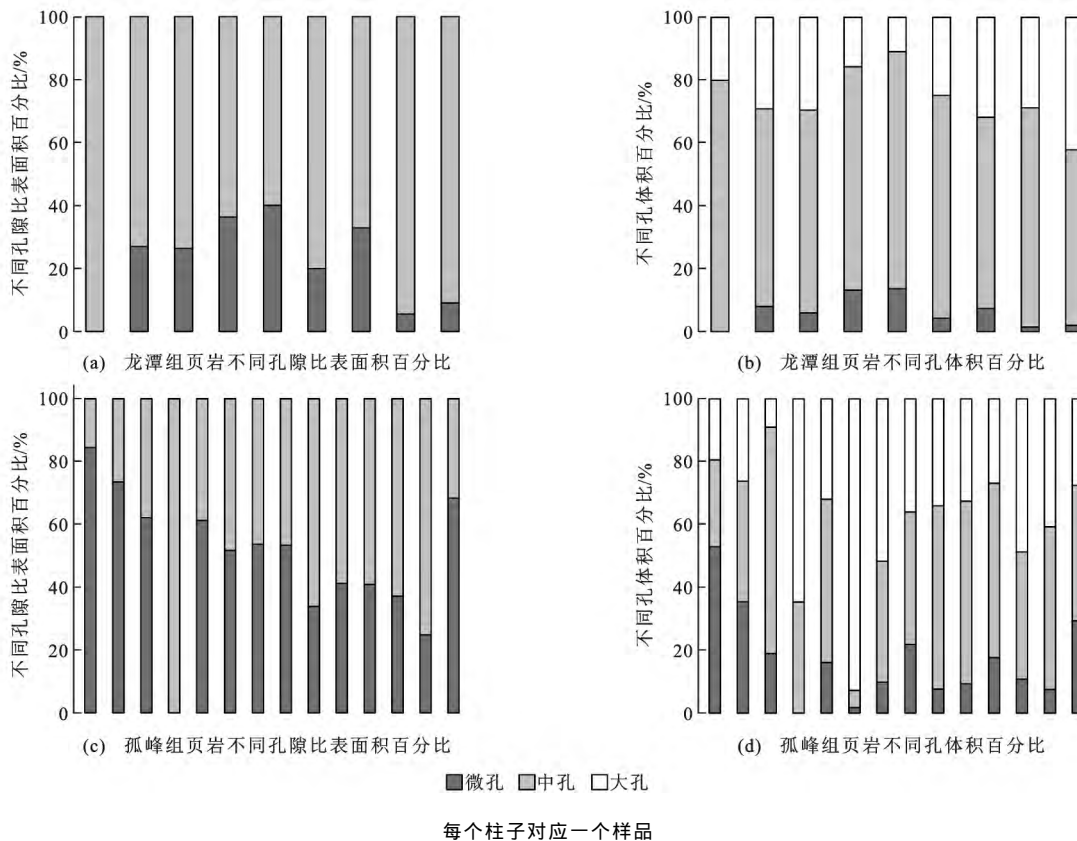 不同孔隙比表面积百分比/%
100
80
60
40
20
0
(a) 龙潭组页岩不同孔隙比表面积百分比
不同孔体积百分比/%
100
80
60
40
20
0
(b) 龙潭组页岩不同孔体积百分比
不同孔隙比表面积百分比/%
100
80
60
40
20
0
(c) 孤峰组页岩不同孔隙比表面积百分比
不同孔体积百分比/%
100
80
60
40
20
0
(d) 孤峰组页岩不同孔体积百分比
微孔 中孔 大孔
每个柱子对应一个样品